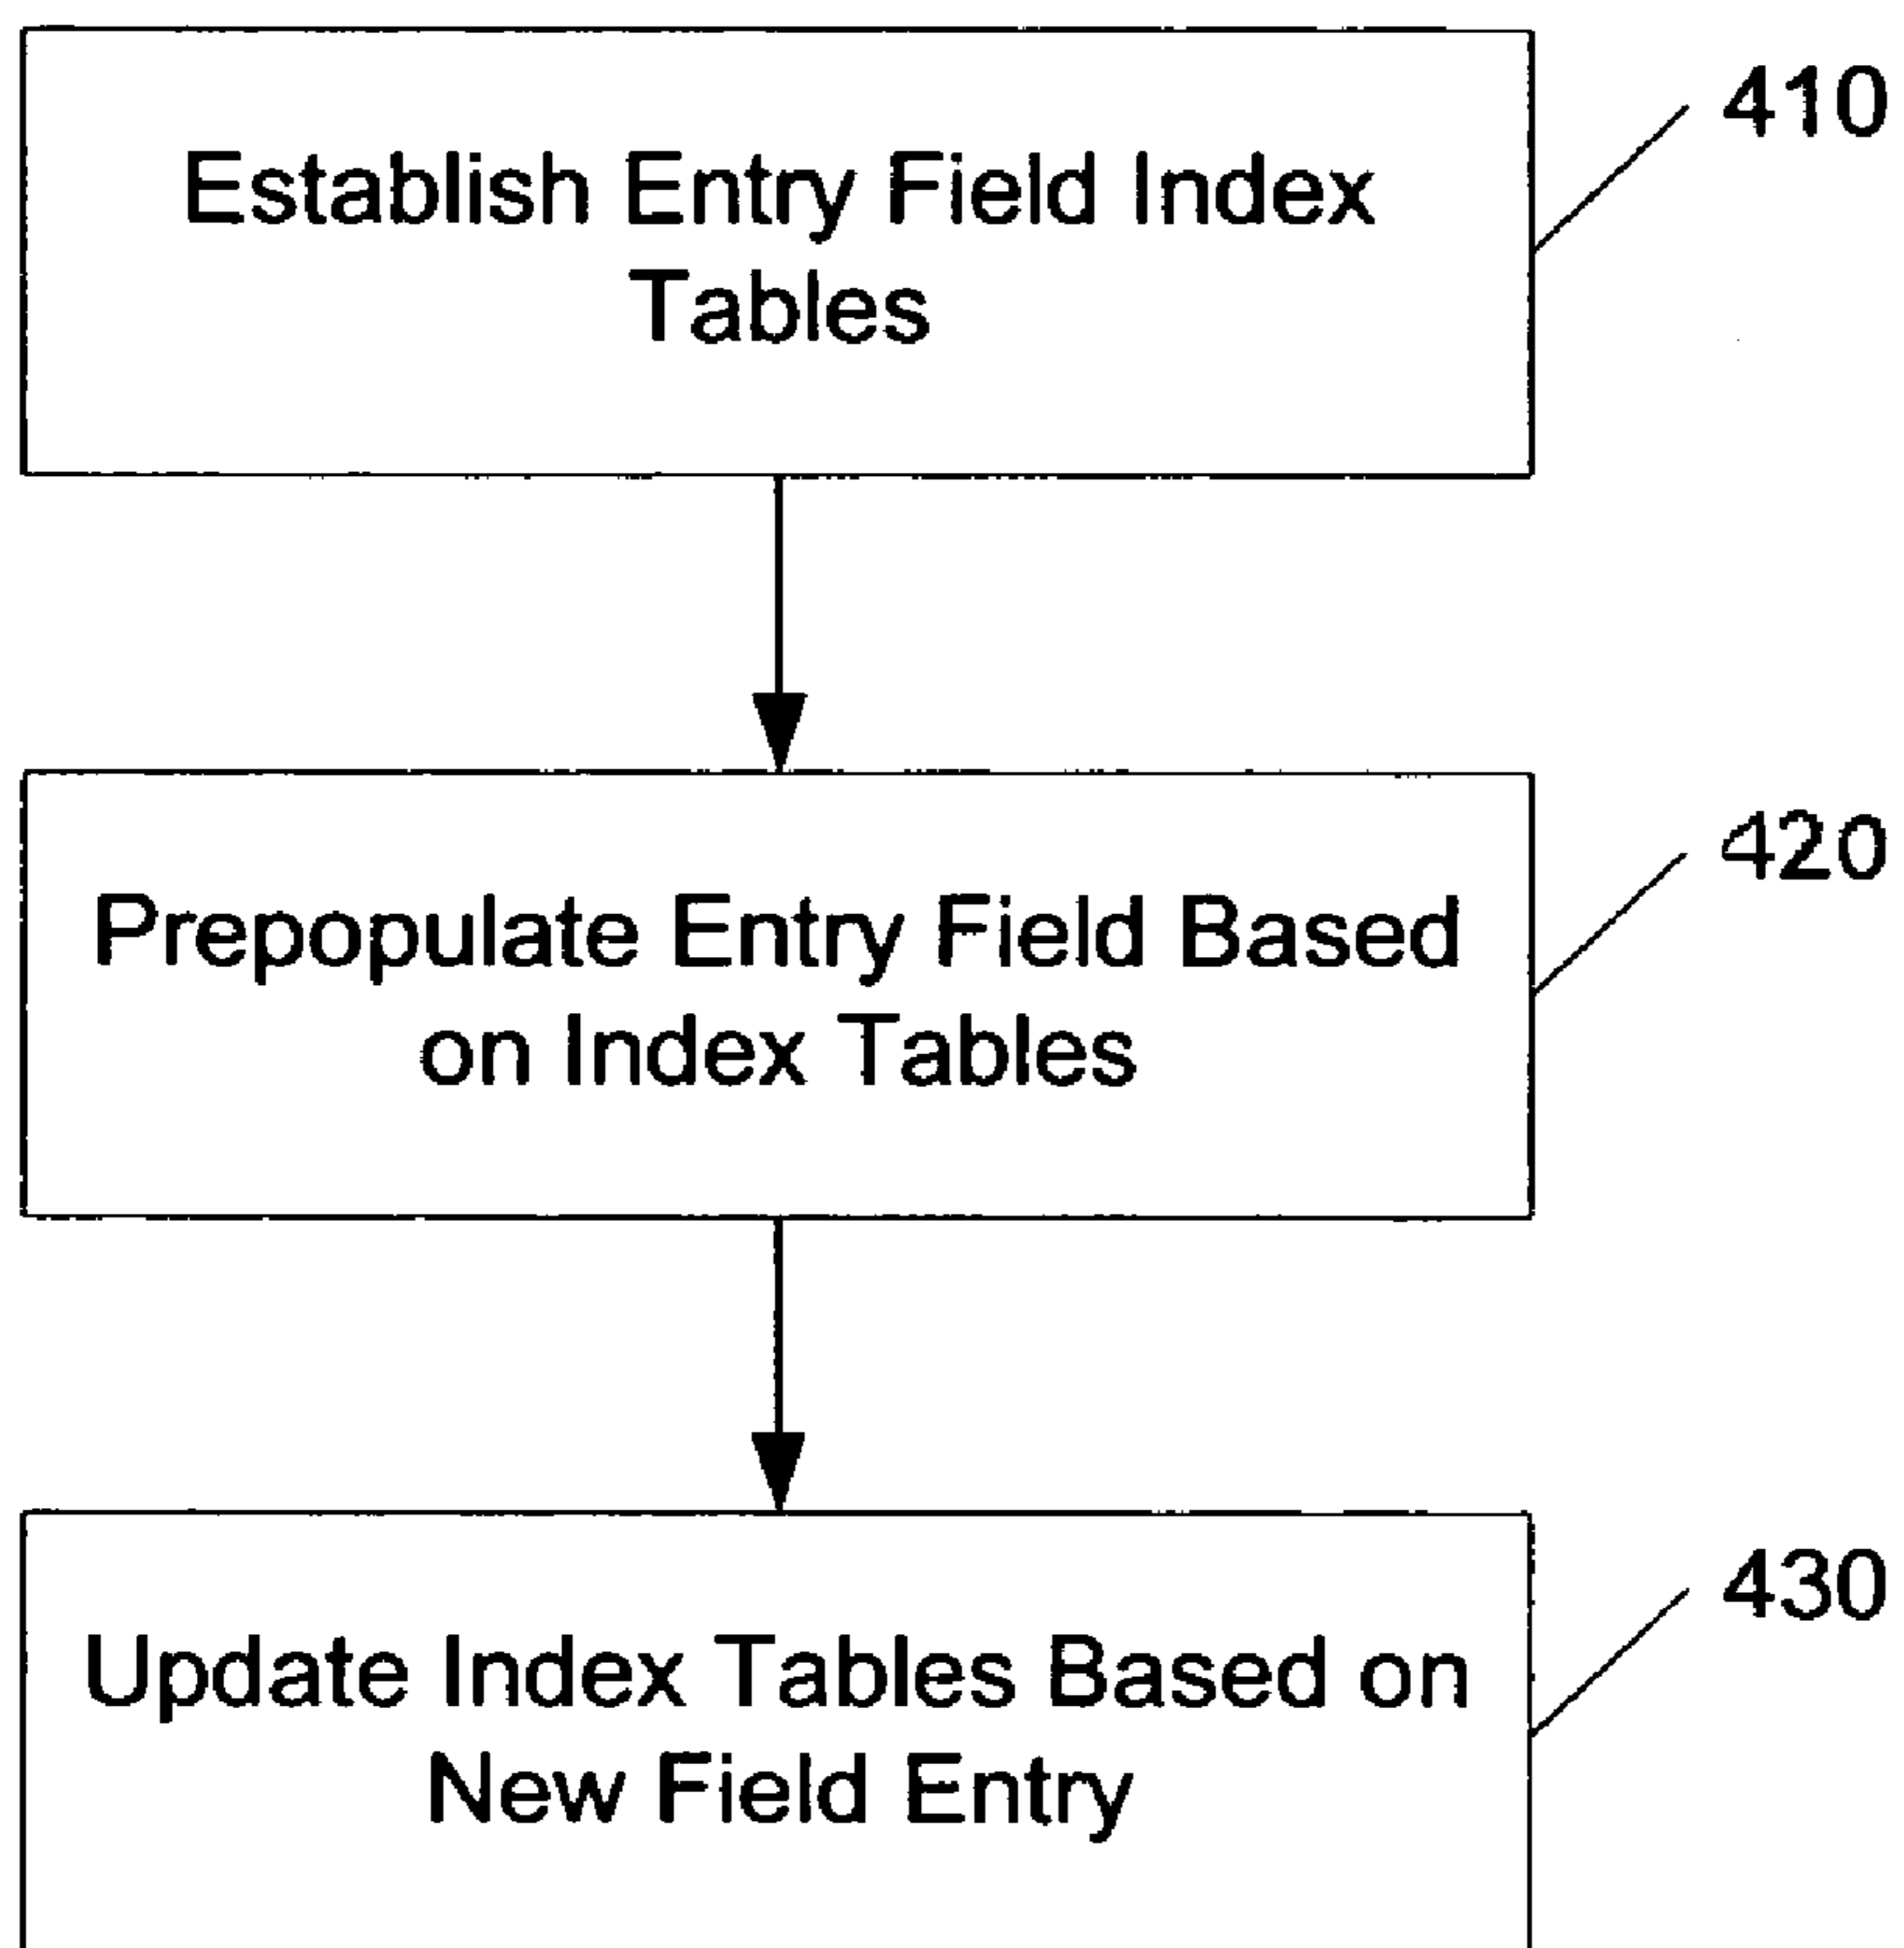 410
Establish Entry Field Index
Tables
420
Prepopulate Entry Field Based
on Index Tables
430
Update Index Tables Based on
New Field Entry